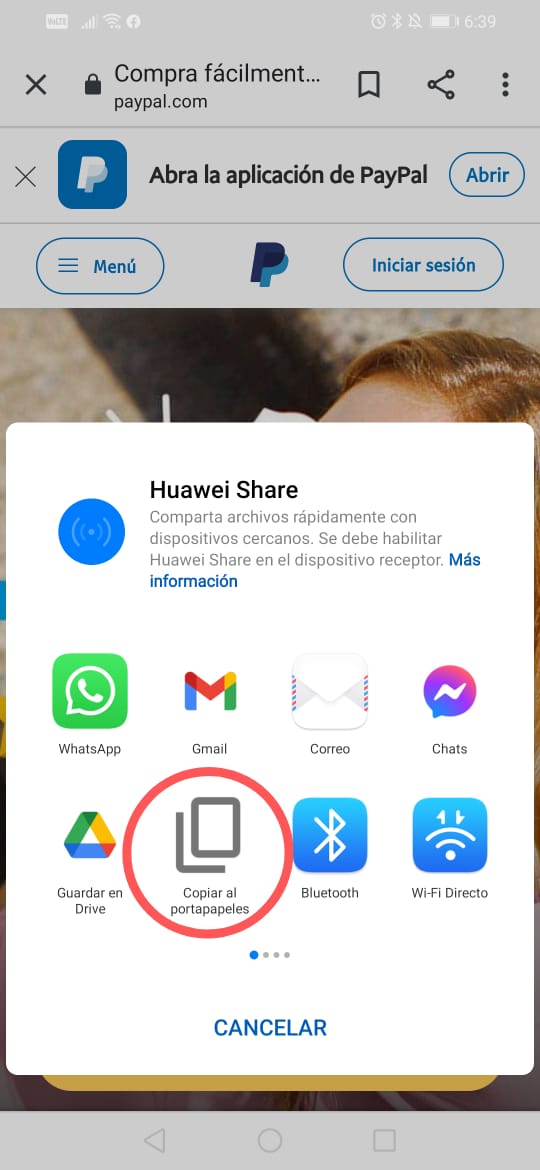 VoLTE
6:39
Compra fácilment...
paypal.com
Abra la aplicación de PayPal
Abrir
Menú
Iniciar sesión
Huawei Share
Comparta archivos rápidamente con
dispositivos cercanos. Se debe habilitar
Huawei Share en el dispositivo receptor. Más
información
WhatsApp
Gmail
Correo
Chats
Guardar en
Drive
Copiar al
portapapeles
Bluetooth
Wi-Fi Directo
CANCELAR